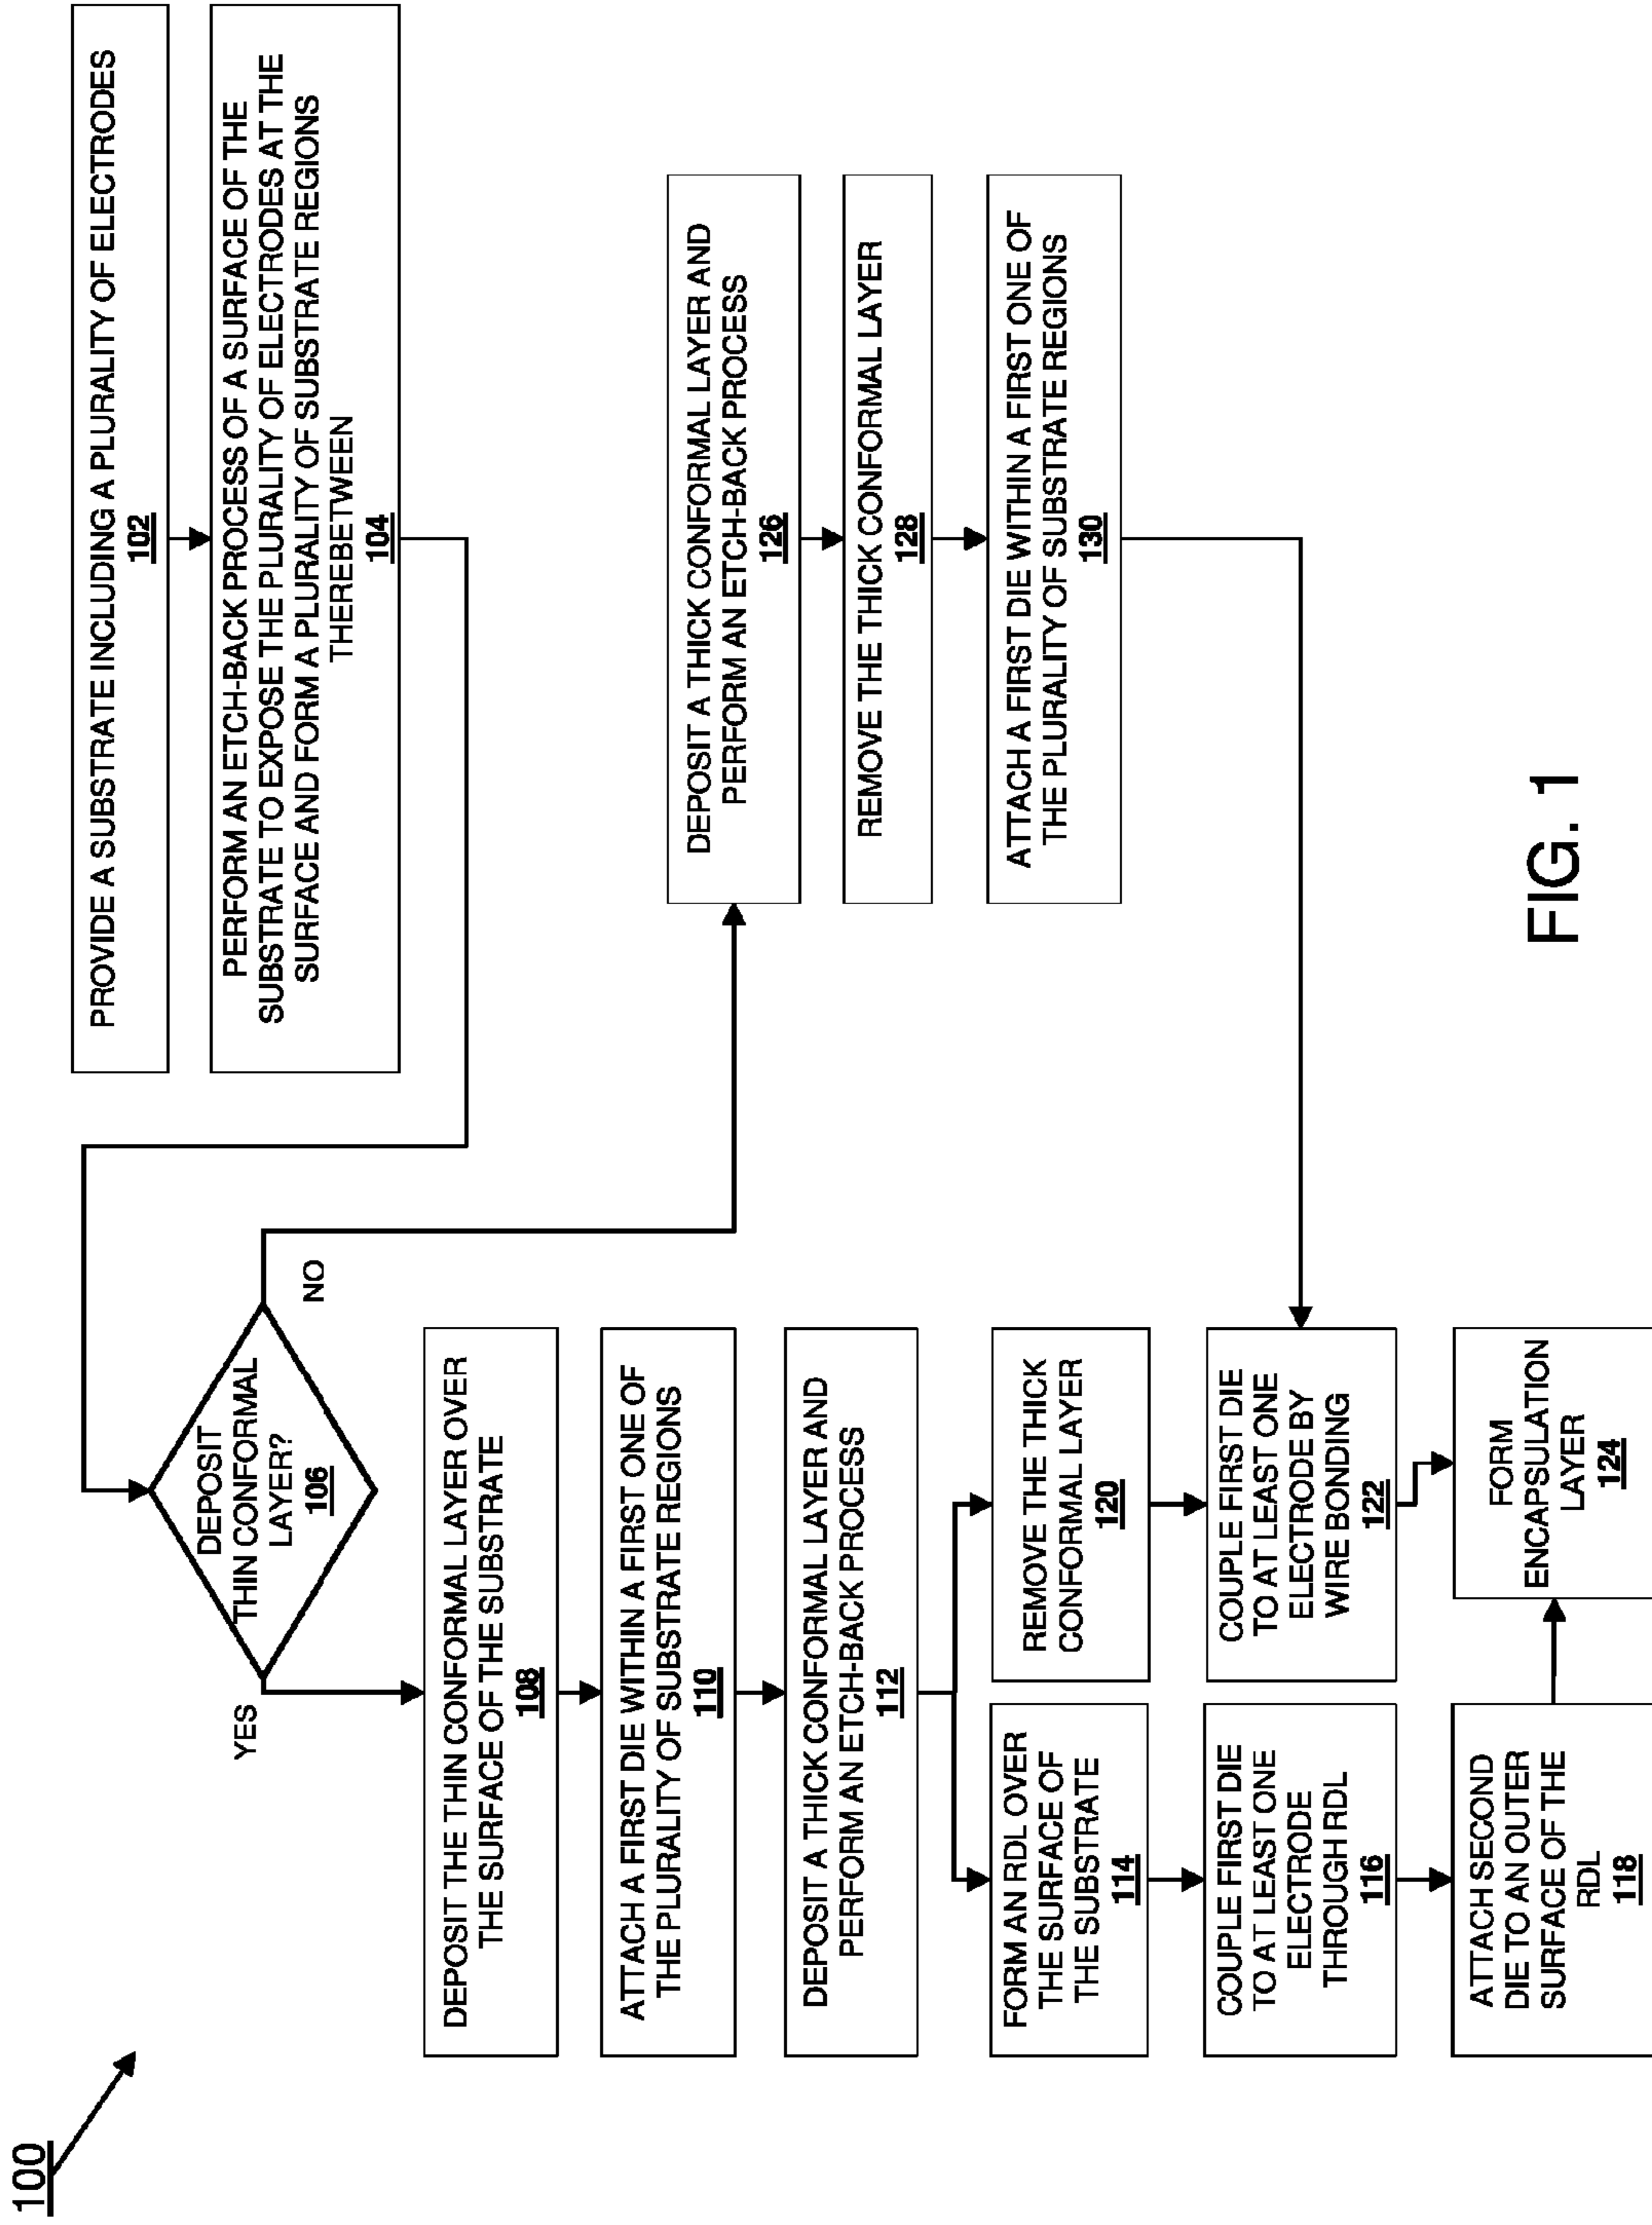 100
PROVIDE A SUBSTRATE INCLUDING A PLURALITY OF ELECTRODES
102
PERFORM AN ETCH-BACK PROCESS OF A SURFACE OF THE
SUBSTRATE TO EXPOSE THE PLURALITY OF ELECTRODES AT THE
SURFACE AND FORM A PLURALITY OF SUBSTRATE REGIONS
THEREBETWEEN
104
DEPOSIT
THIN CONFORMAL
LAYER?
106
YES
NO
DEPOSIT THE THIN CONFORMAL LAYER OVER
THE SURFACE OF THE SUBSTRATE
108
ATTACH A FIRST DIE WITHIN A FIRST ONE OF
THE PLURALITY OF SUBSTRATE REGIONS
110
DEPOSIT A THICK CONFORMAL LAYER AND
PERFORM AN ETCH-BACK PROCESS
112
FORM AN RDL OVER
THE SURFACE OF
THE SUBSTRATE
114
COUPLE FIRST DIE
TO AT LEAST ONE
ELECTRODE
THROUGH RDL
116
ATTACH SECOND
DIE TO AN OUTER
SURFACE OF THE
RDL
118
REMOVE THE THICK
CONFORMAL LAYER
120
COUPLE FIRST DIE
TO AT LEAST ONE
ELECTRODE BY
WIRE BONDING
122
FORM
ENCAPSULATION
LAYER
124
DEPOSIT A THICK CONFORMAL LAYER AND
PERFORM AN ETCH-BACK PROCESS
126
REMOVE THE THICK CONFORMAL LAYER
128
ATTACH A FIRST DIE WITHIN A FIRST ONE OF
THE PLURALITY OF SUBSTRATE REGIONS
130
FIG. 1